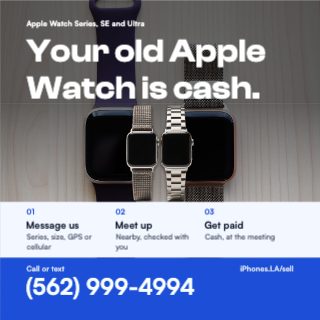 Apple Watch Series, SE and Ultra
Your old Apple
Watch is cash.
01
Message us
Series, size, GPS or
cellular
02
Meet up
Nearby, checked with
you
03
Get paid
Cash, at the meeting
Call or text
(562) 999-4994
iPhones.LA/sell